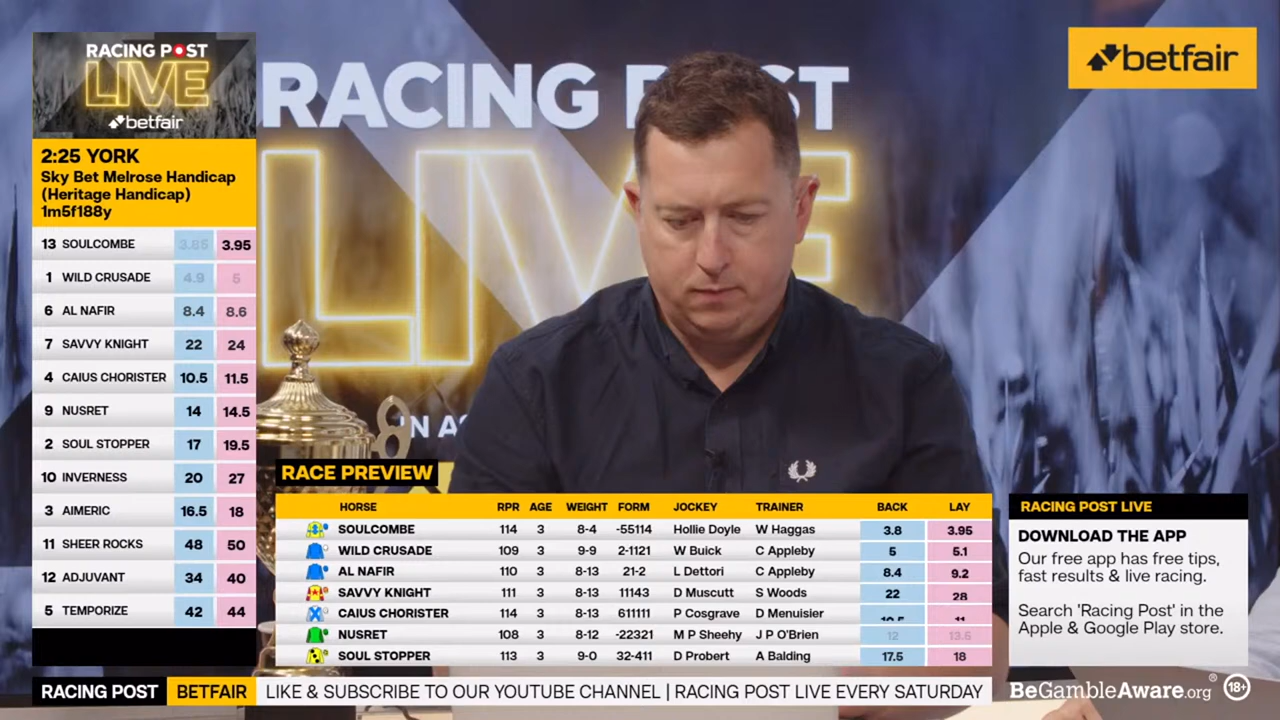 RACING POST
LIVE
betfair
2:25 YORK
Sky Bet Melrose Handicap
(Heritage Handicap)
1m5f188y
13 SOULCOMBE 3.85 3.95
1 WILD CRUSADE 4.9 5
6 AL NAFIR 8.4 8.6
7 SAVVY KNIGHT 22 24
4 CAIUS CHORISTER 10.5 11.5
9 NUSRET 14 14.5
2 SOUL STOPPER 17 19.5
10 INVERNESS 20 27
3 AIMERIC 16.5 18
11 SHEER ROCKS 48 50
12 ADJUVANT 34 40
5 TEMPORIZE 42 44
RACING P ST
LIVE
IN AS
betfair
RACE PREVIEW
HORSE RPR AGE WEIGHT FORM JOCKEY TRAINER BACK LAY
SOULCOMBE 114 3 8-4 -55114 Hollie Doyle W Haggas 3.8 3.95
WILD CRUSADE 109 3 9-9 2-1121 W Buick C Appleby 5 5.1
AL NAFIR 110 3 8-13 21-2 L Dettori C Appleby 8.4 9.2
SAVVY KNIGHT 111 3 8-13 11143 D Muscutt S Woods 22 28
CAIUS CHORISTER 114 3 8-13 611111 P Cosgrave D Menuisier
NUSRET 108 3 8-12 -22321 M P Sheehy J P O'Brien 12 13.5
SOUL STOPPER 113 3 9-0 32-411 D Probert A Balding 17.5 18
RACING POST LIVE
DOWNLOAD THE APP
Our free app has free tips,
fast results & live racing.
Search 'Racing Post' in the
Apple & Google Play store.
RACING POST BETFAIR LIKE & SUBSCRIBE TO OUR YOUTUBE CHANNEL | RACING POST LIVE EVERY SATURDAY
BeGambleAware.org® 18+